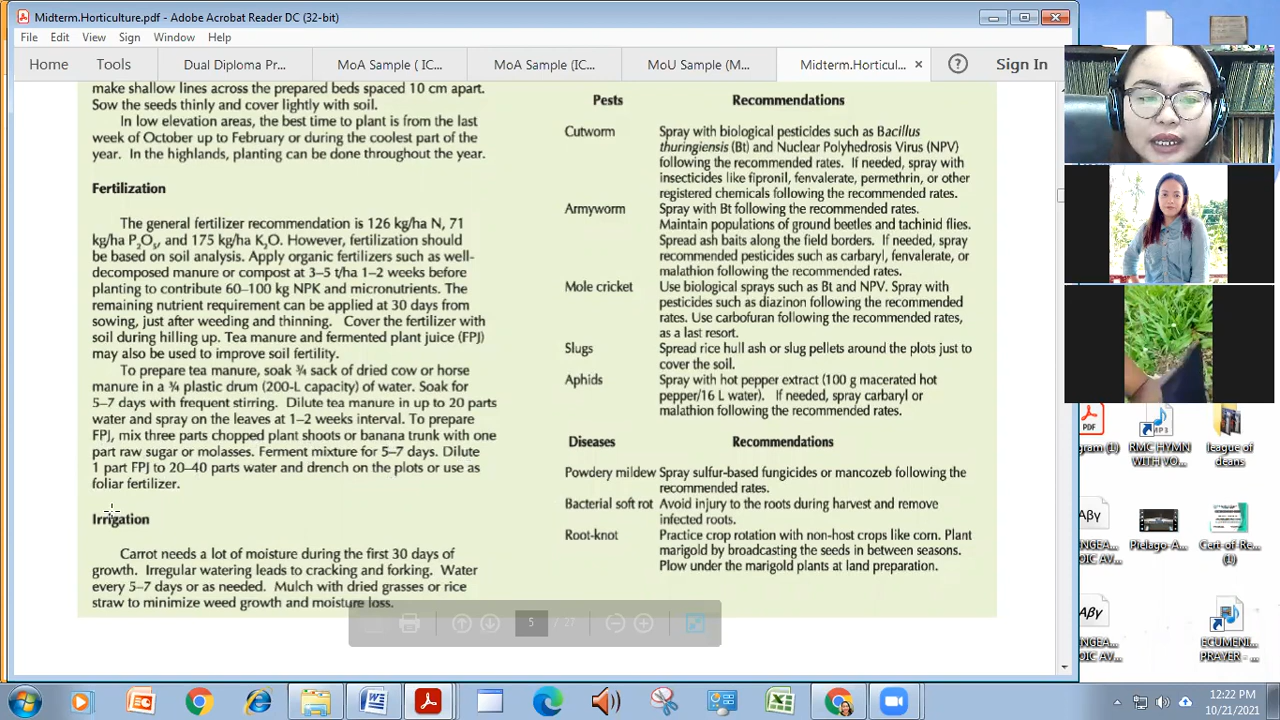 Midterm.Horticulture.pdf - Adobe Acrobat Reader DC (32-bit)
File Edit View Sign Window Help
Home Tools Dual Diploma Pr... MoA Sample ( IC... MOA Sample (IC... MoU Sample (M... Midterm.Horticul... Sign In
make shallow lines across the prepared beds spaced 10 cm apart.
Sow the seeds thinly and cover lightly with soil.
In low elevation areas, the best time to plant is from the last
week of October up to February or during the coolest part of the
year. In the highlands, planting can be done throughout the year.
Fertilization
The general fertilizer recommendation is 126 kg/ha N, 71
kg/ha P2O5, and 175 kg/ha K2O. However, fertilization should
be based on soil analysis. Apply organic fertilizers such as well-
decomposed manure or compost at 3–5 t/ha 1–2 weeks before
planting to contribute 60–100 kg NPK and micronutrients. The
remaining nutrient requirement can be applied at 30 days from
sowing, just after weeding and thinning. Cover the fertilizer with
soil during hilling up. Tea manure and fermented plant juice (FPJ)
may also be used to improve soil fertility.
To prepare tea manure, soak ¾ sack of dried cow or horse
manure in a ¾ plastic drum (200-L capacity) of water. Soak for
5–7 days with frequent stirring. Dilute tea manure in up to 20 parts
water and spray on the leaves at 1–2 weeks interval. To prepare
FPJ, mix three parts chopped plant shoots or banana trunk with one
part raw sugar or molasses. Ferment mixture for 5–7 days. Dilute
1 part FPJ to 20–40 parts water and drench on the plots or use as
foliar fertilizer.
Irrigation
Carrot needs a lot of moisture during the first 30 days of
growth. Irregular watering leads to cracking and forking. Water
every 5–7 days or as needed. Mulch with dried grasses or rice
straw to minimize weed growth and moisture loss.
Pests Recommendations
Cutworm Spray with biological pesticides such as Bacillus
thuringiensis (Bt) and Nuclear Polyhedrosis Virus (NPV)
following the recommended rates. If needed, spray with
insecticides like fipronil, fenvalerate, permethrin, or other
registered chemicals following the recommended rates.
Armyworm Spray with Bt following the recommended rates.
Maintain populations of ground beetles and tachinid flies.
Spread ash baits along the field borders. If needed, spray
recommended pesticides such as carbaryl, fenvalerate, or
malathion following the recommended rates.
Mole cricket Use biological sprays such as Bt and NPV. Spray with
pesticides such as diazinon following the recommended
rates. Use carbofuran following the recommended rates,
as a last resort.
Slugs Spread rice hull ash or slug pellets around the plots just to
cover the soil.
Aphids Spray with hot pepper extract (100 g macerated hot
pepper/16 L water). If needed, spray carbaryl or
malathion following the recommended rates.
Diseases Recommendations
Powdery mildew Spray sulfur-based fungicides or mancozeb following the
recommended rates.
Bacterial soft rot Avoid injury to the roots during harvest and remove
infected roots.
Root-knot Practice crop rotation with non-host crops like corn. Plant
marigold by broadcasting the seeds in between seasons.
Plow under the marigold plants at land preparation.
5 / 27
PDF MP3
gram (1) RMC HYMN WITH VO... league of deans
Aβγ
NGEA... OIC AV... Pielago-A... Cert-of-Re... (1)
Aβγ
NGEA... OIC AV... ECUMENI... PRAYER - ...
12:22 PM
10/21/2021